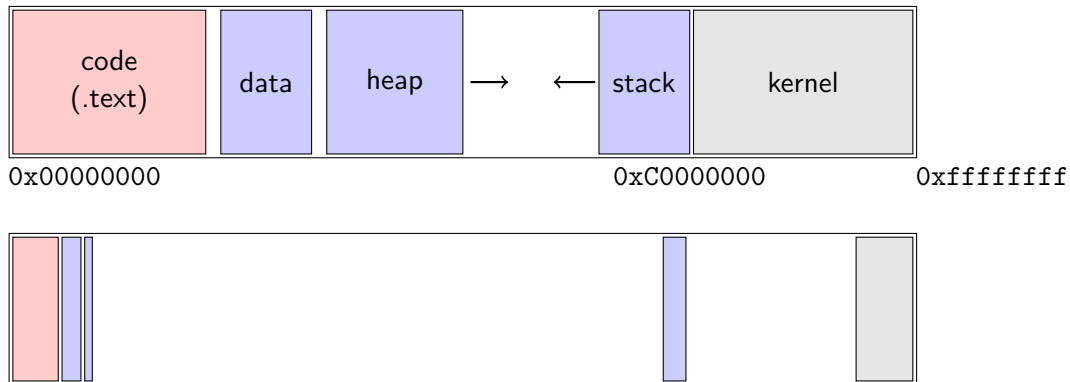 code
(.text)
data
heap
stack
kernel
0x00000000
0xC0000000
0xffffffff